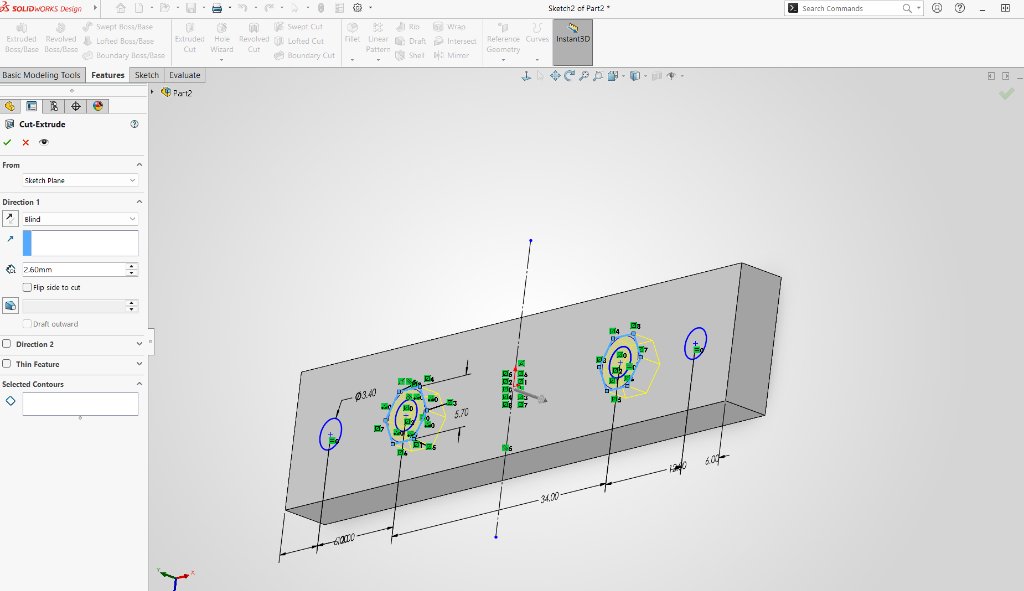 SOLIDWORKS Design
Sketch2 of Part2 *
Search Commands
Extruded Boss/Base
Revolved Boss/Base
Swept Boss/Base
Lofted Boss/Base
Boundary Boss/Base
Extruded Cut
Hole Wizard
Revolved Cut
Swept Cut
Lofted Cut
Boundary Cut
Fillet
Linear Pattern
Rib
Draft
Shell
Wrap
Intersect
Mirror
Reference Geometry
Curves
Instant3D
Basic Modeling Tools
Features
Sketch
Evaluate
Part2
Cut-Extrude
From
Sketch Plane
Direction 1
Blind
2.60mm
Flip side to cut
Draft outward
Direction 2
Thin Feature
Selected Contours
Ø3.40
5.70
34.00
6.00